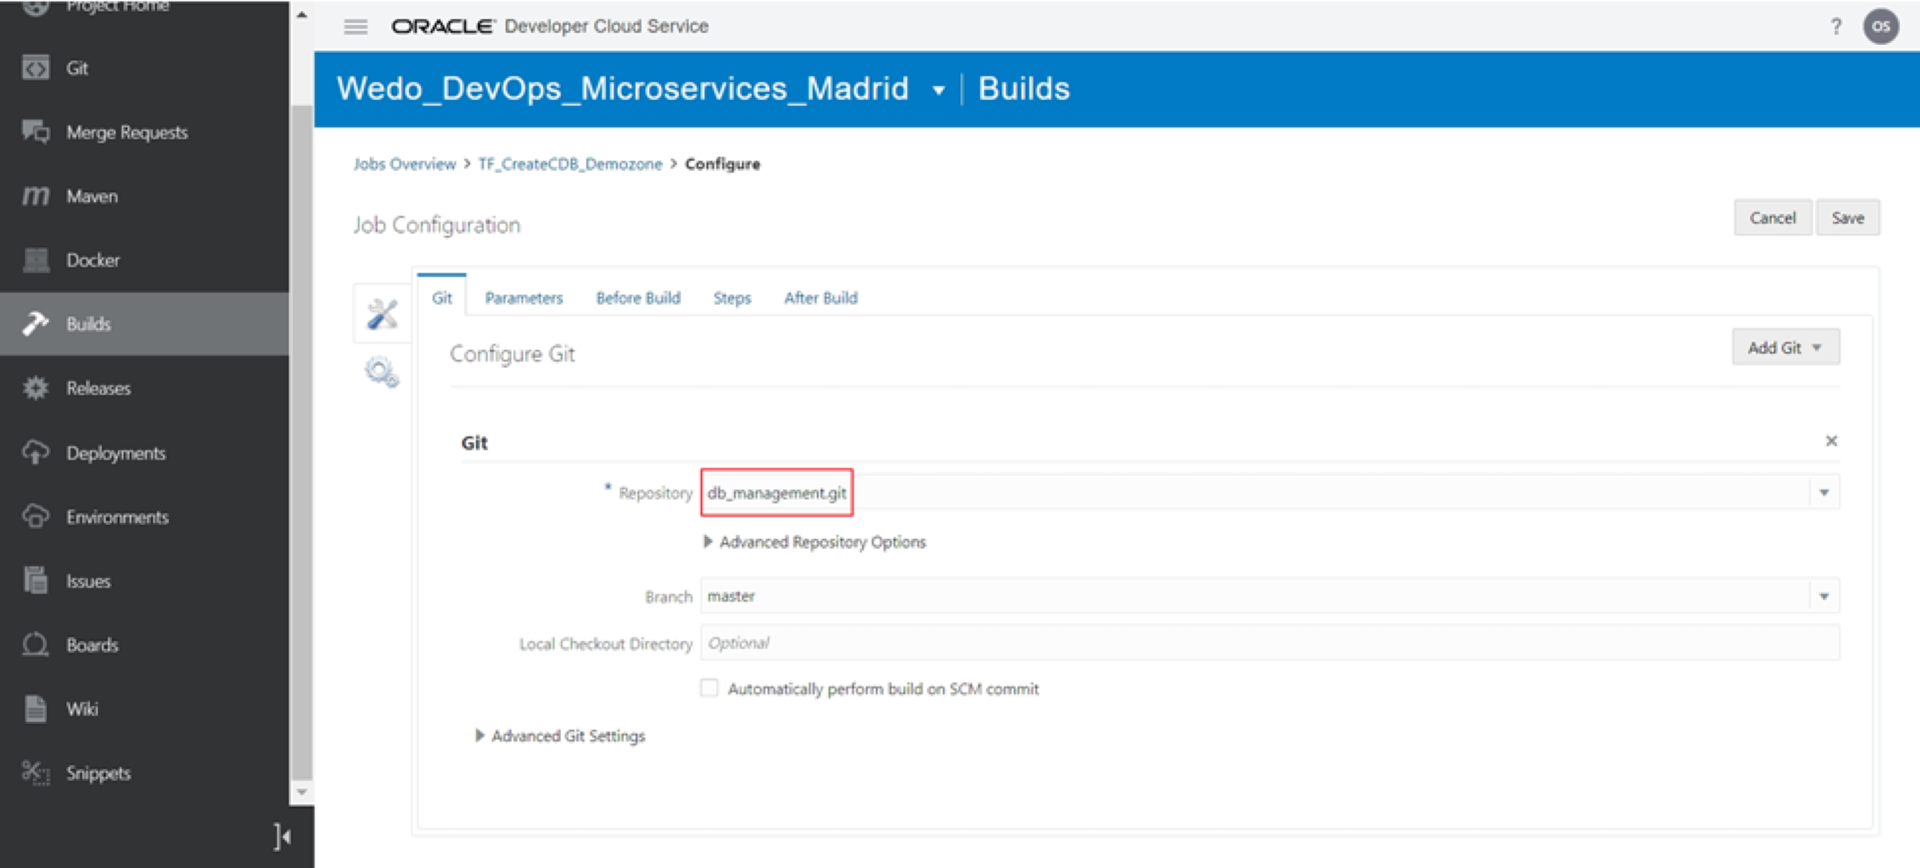 Project Home
Git
Merge Requests
m Maven
Docker
Builds
Releases
Deployments
Environments
Issues
Boards
Wiki
Snippets
ORACLE® Developer Cloud Service
? OS
Wedo_DevOps_Microservices_Madrid | Builds
Jobs Overview > TF_CreateCDB_Demozone > Configure
Job Configuration
Cancel Save
Git Parameters Before Build Steps After Build
Configure Git
Add Git
Git
* Repository db_management.git
Advanced Repository Options
Branch master
Local Checkout Directory Optional
Automatically perform build on SCM commit
Advanced Git Settings